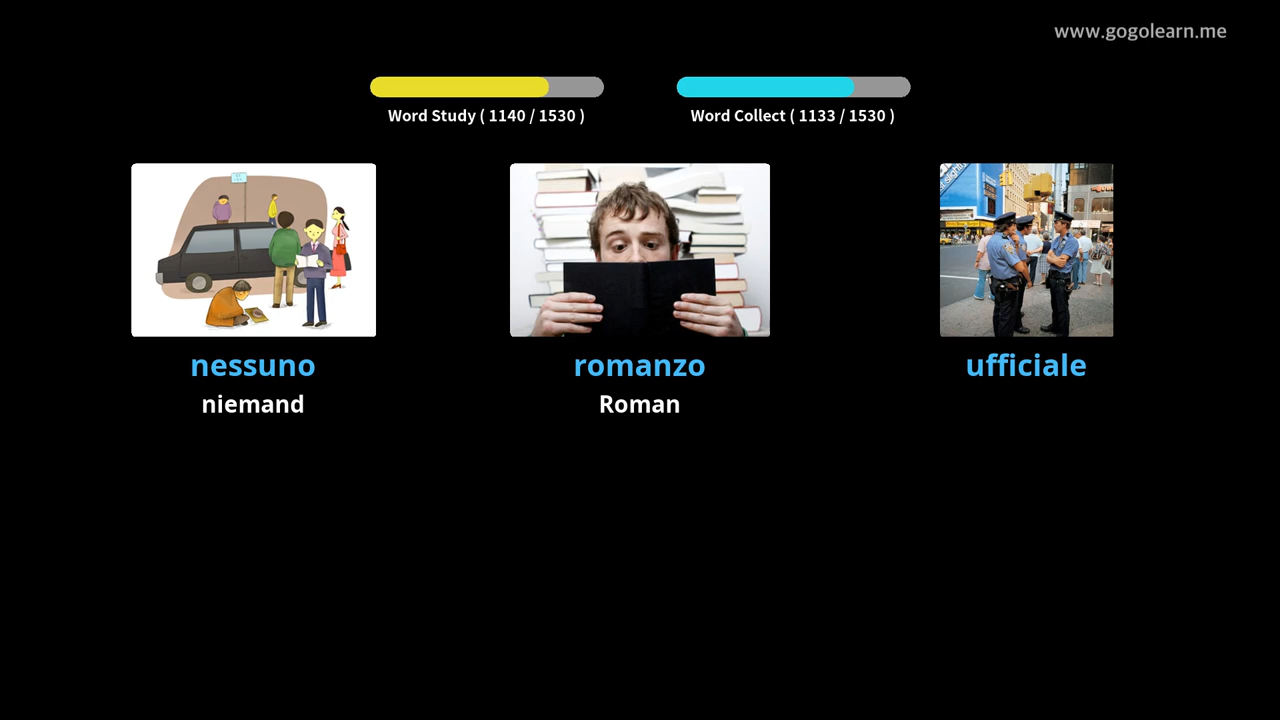 www.gogolearn.me
Word Study ( 1140 / 1530 )
Word Collect ( 1133 / 1530 )
nessuno
niemand
romanzo
Roman
ufficiale